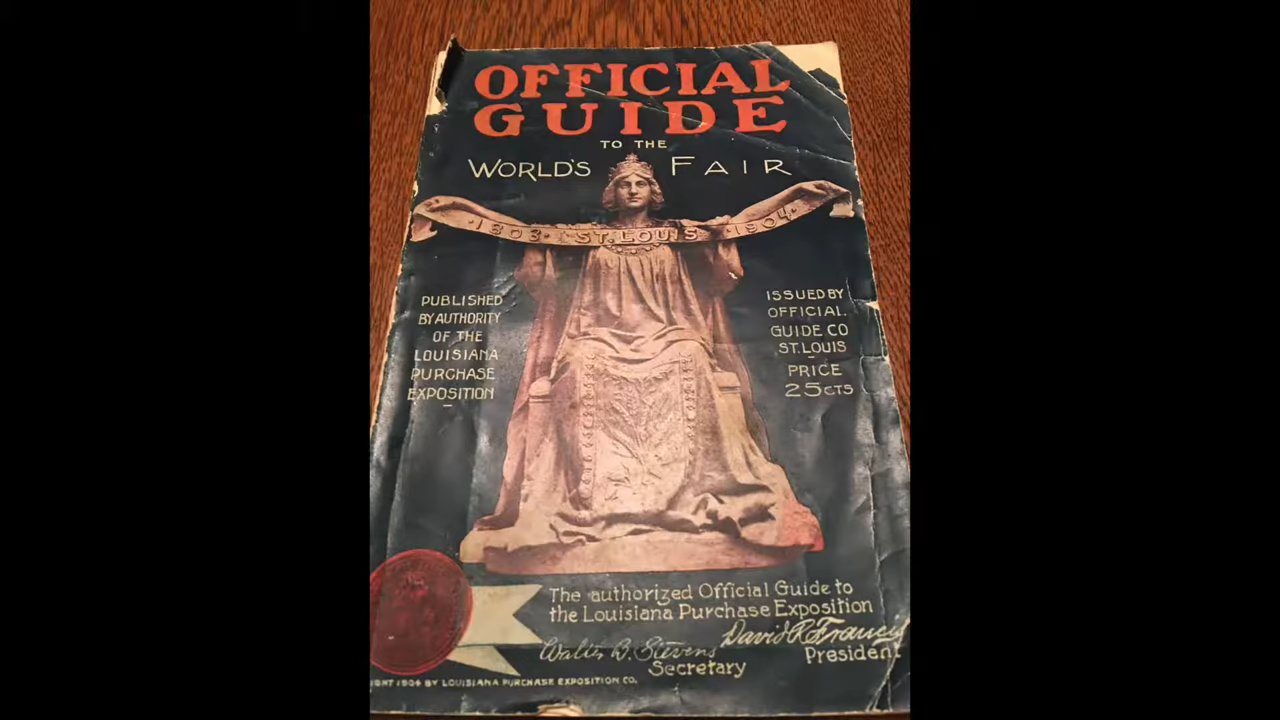 OFFICIAL
GUIDE
TO THE
WORLD'S FAIR
·1803· ST. LOUIS ·1904·
PUBLISHED
BY AUTHORITY
OF THE
LOUISIANA
PURCHASE
EXPOSITION
ISSUED BY
OFFICIAL
GUIDE CO
ST. LOUIS
PRICE
25 CTS
The authorized Official Guide to
the Louisiana Purchase Exposition
David R. Francis
President
Walter B. Stevens
Secretary
1904 BY LOUISIANA PURCHASE EXPOSITION CO.